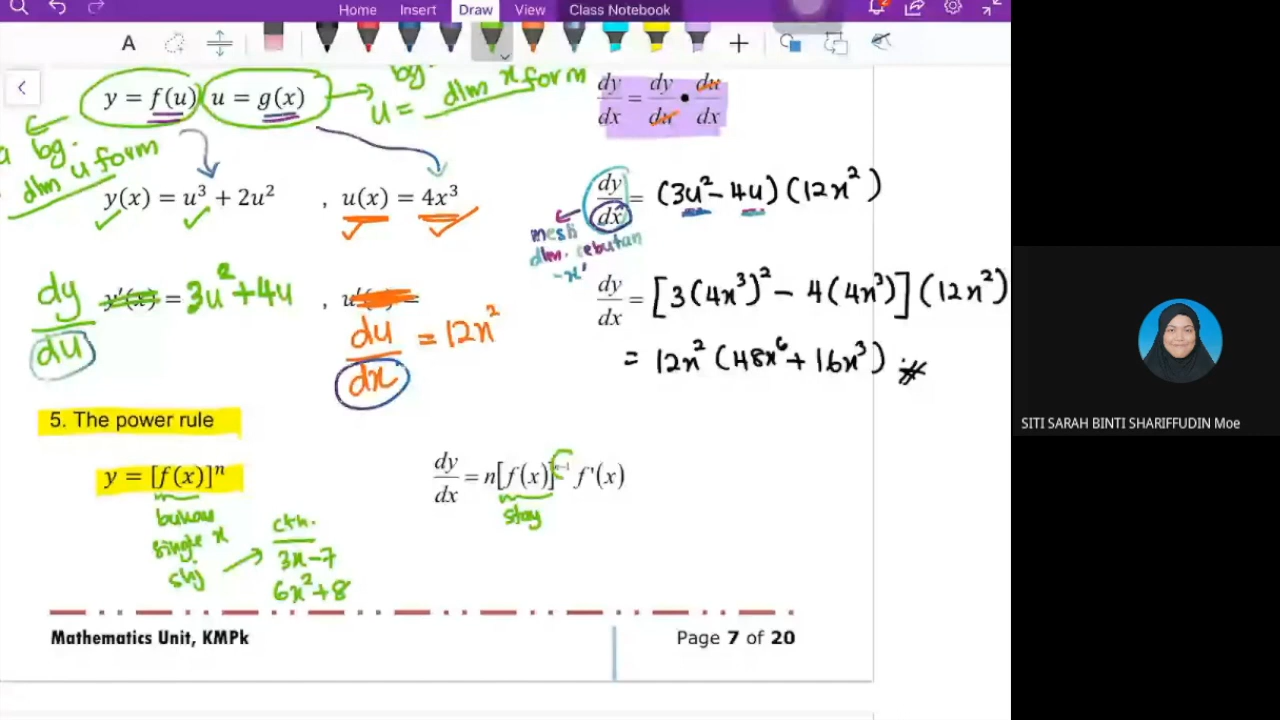 Home Insert Draw View Class Notebook
A
y = f(u) u = g(x)
bg.
u = dlm x form
a bg.
dlm u form
dy/dx = dy/du • du/dx
y(x) = u³ + 2u² , u(x) = 4x³
dy/dx = (3u² - 4u)(12x²)
mesti
dlm. sebutan
-x'
dy/du y'(x) = 3u² + 4u , u'(x) =
du/dx = 12x²
dy/dx = [3(4x³)² - 4(4x³)](12x²)
= 12x²(48x⁶ + 16x³)
5. The power rule
y = [f(x)]ⁿ
dy/dx = n[f(x)]ⁿ⁻¹ f'(x)
stay
bukan
single x
shj
cth.
3x - 7
6x² + 8
Mathematics Unit, KMPk Page 7 of 20
SITI SARAH BINTI SHARIFFUDIN Moe